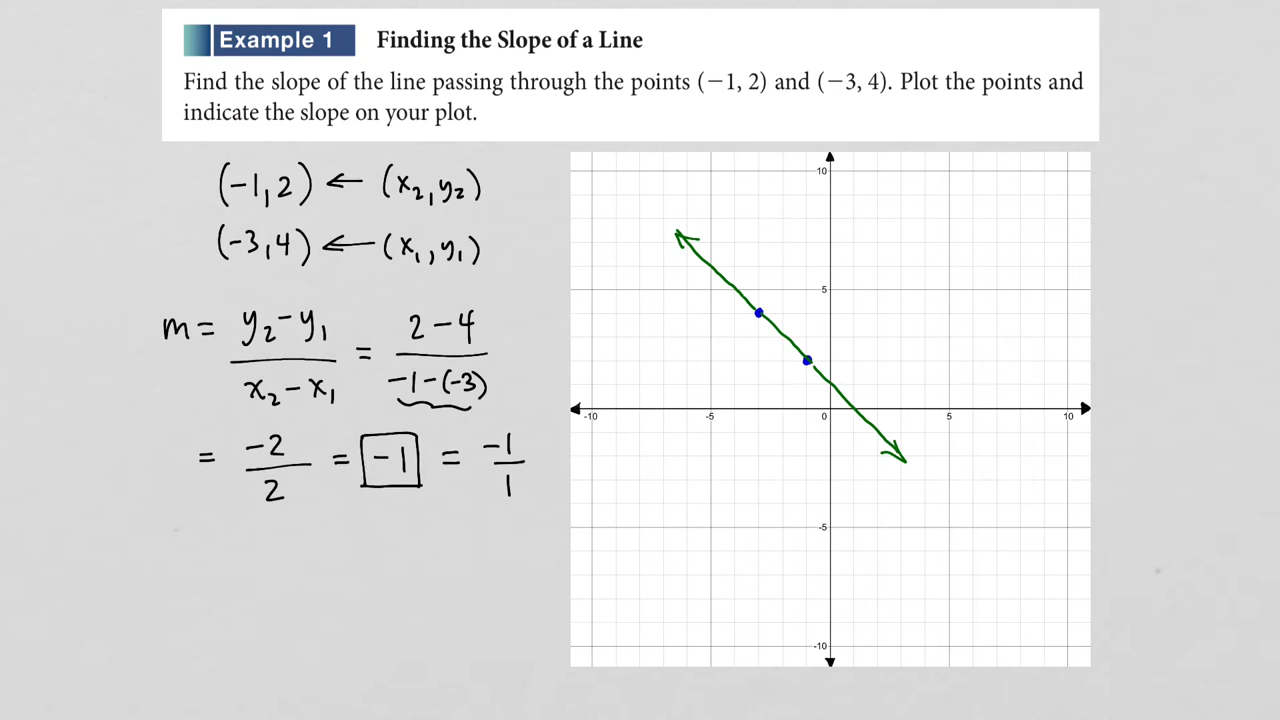 Example 1 Finding the Slope of a Line
Find the slope of the line passing through the points (−1, 2) and (−3, 4). Plot the points and
indicate the slope on your plot.
(-1,2) ← (x₂,y₂)
(-3,4) ← (x₁,y₁)
m = y₂-y₁ / x₂-x₁ = 2-4 / -1-(-3)
= -2/2 = -1 = -1/1
10
5
-10 -5 0 5 10
-5
-10